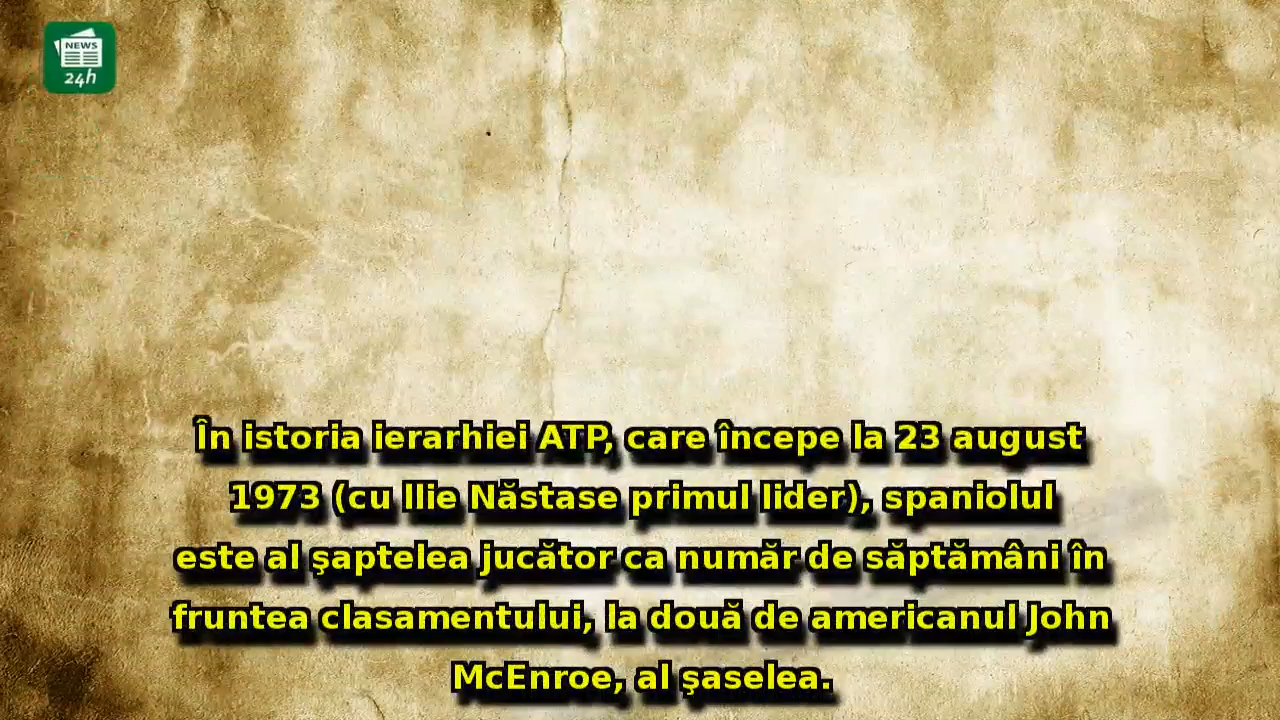 NEWS
24h
În istoria ierarhiei ATP, care începe la 23 august
1973 (cu Ilie Năstase primul lider), spaniolul
este al şaptelea jucător ca număr de săptămâni în
fruntea clasamentului, la două de americanul John
McEnroe, al şaselea.